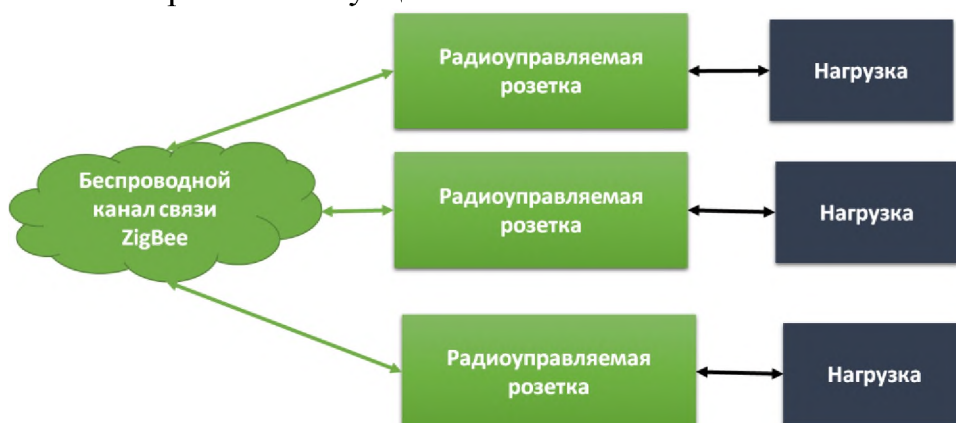 Радиоуправляемая
розетка
Нагрузка
Беспроводной
канал связи
ZigBee
Радиоуправляемая
розетка
Нагрузка
Радиоуправляемая
розетка
Нагрузка